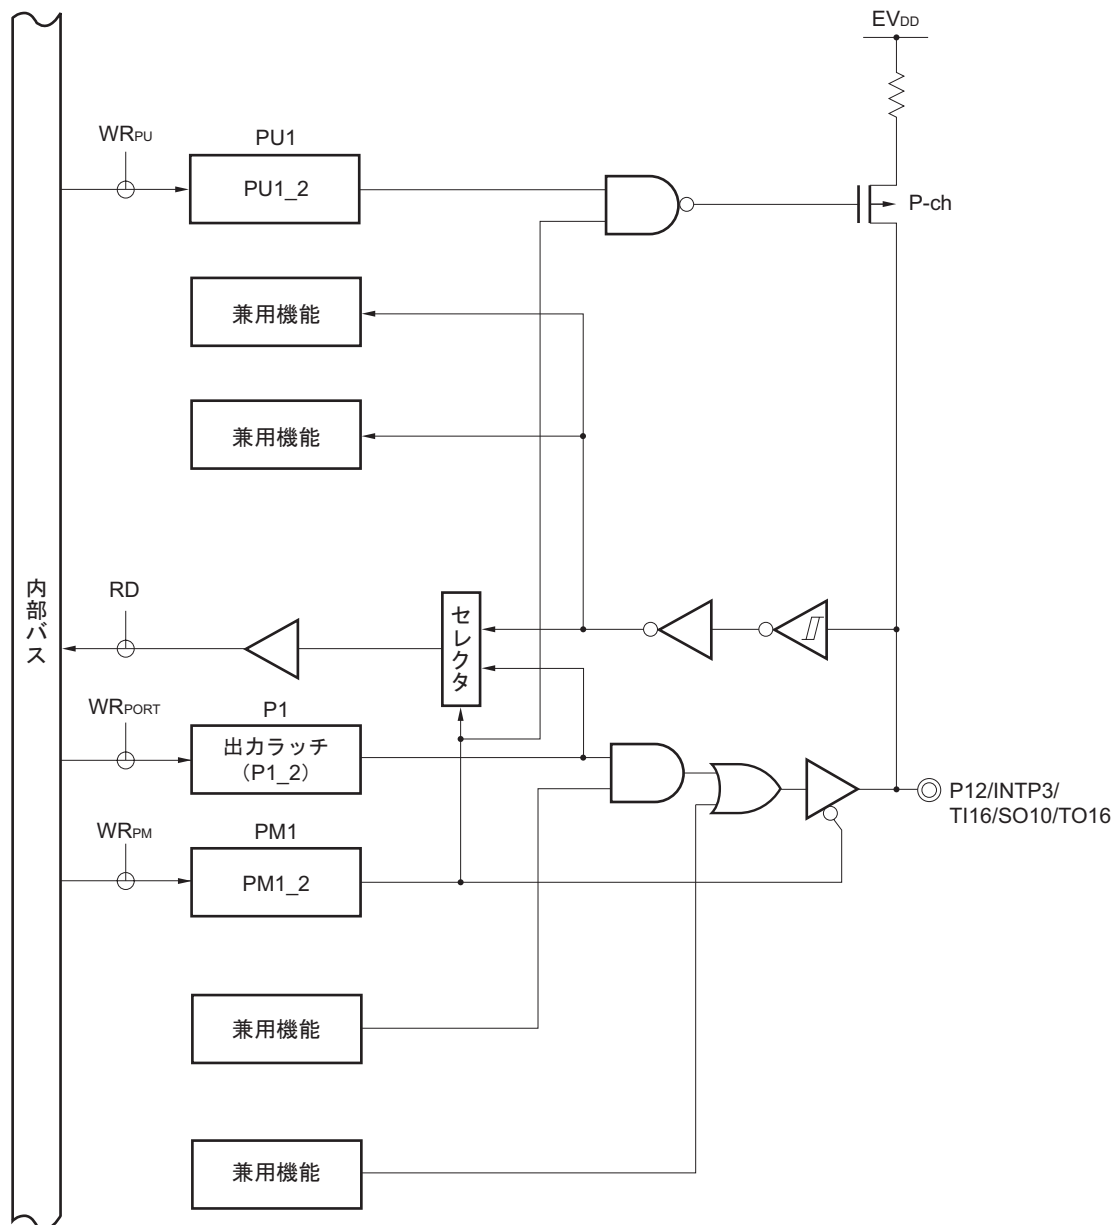 EVDD
WRPU
PU1
PU1_2
P-ch
兼用機能
兼用機能
内部バス
RD
セレクタ
WRPORT
P1
出力ラッチ
(P1_2)
P12/INTP3/
TI16/SO10/TO16
WRPM
PM1
PM1_2
兼用機能
兼用機能